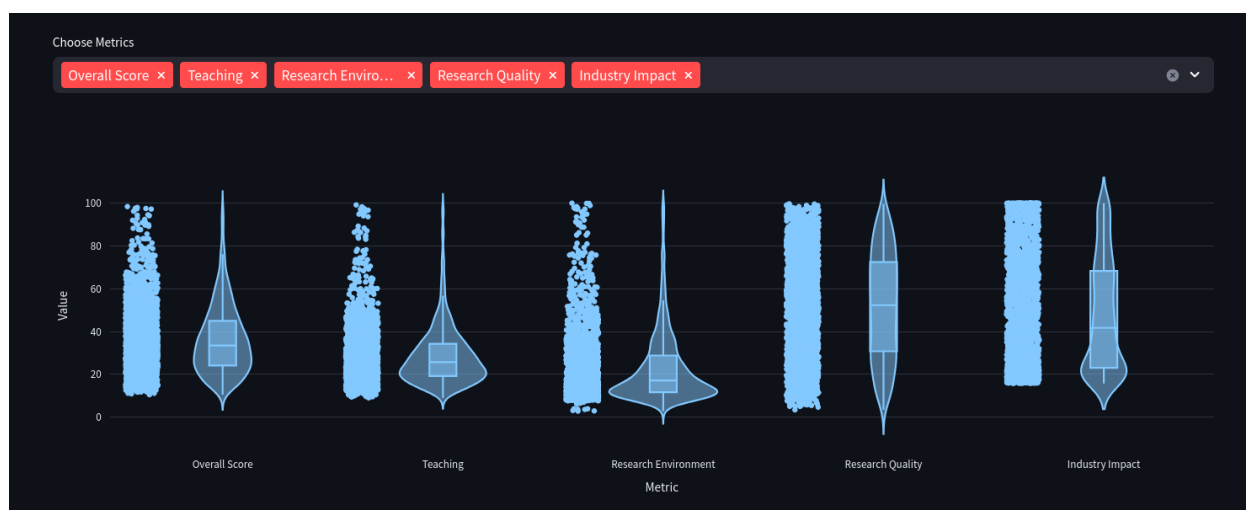 Choose Metrics
Overall Score × Teaching × Research Enviro... × Research Quality × Industry Impact ×
100
80
60
40
20
0
Value
Overall Score Teaching Research Environment Research Quality Industry Impact
Metric